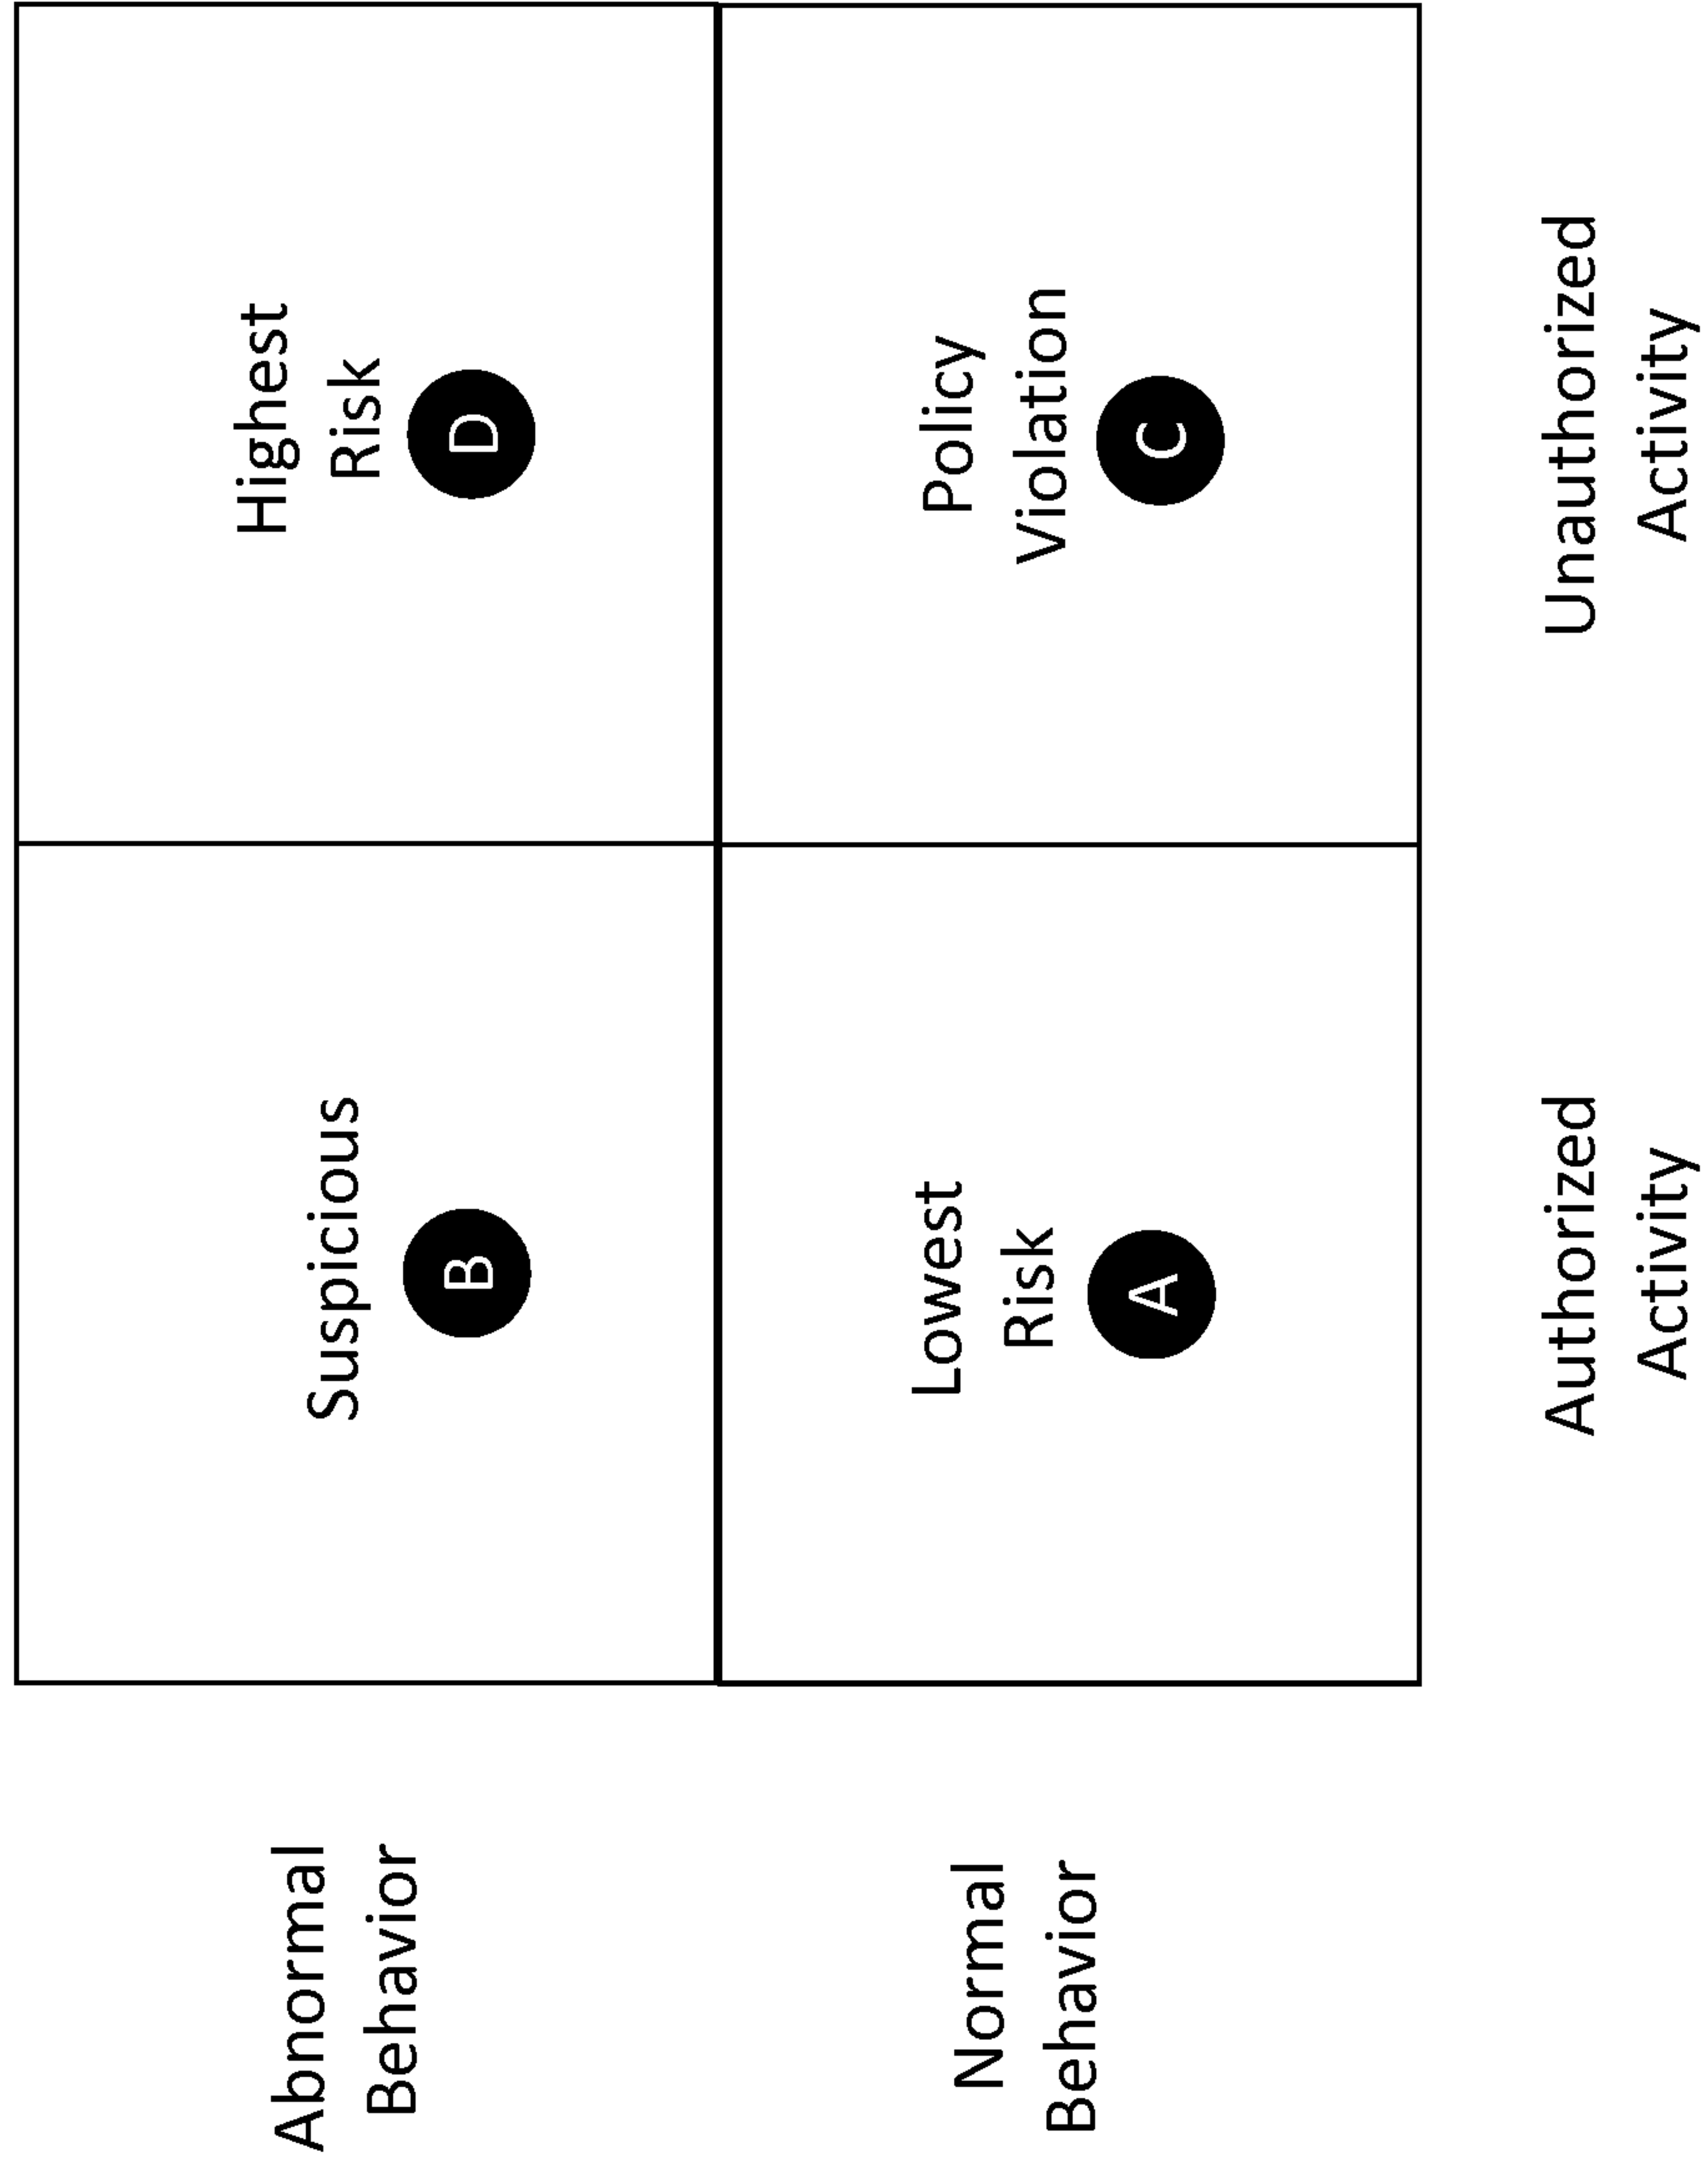 Abnormal
Behavior
Suspicious
B
Highest
Risk
D
Normal
Behavior
Lowest
Risk
A
Policy
Violation
C
Authorized
Activity
Unauthorized
Activity